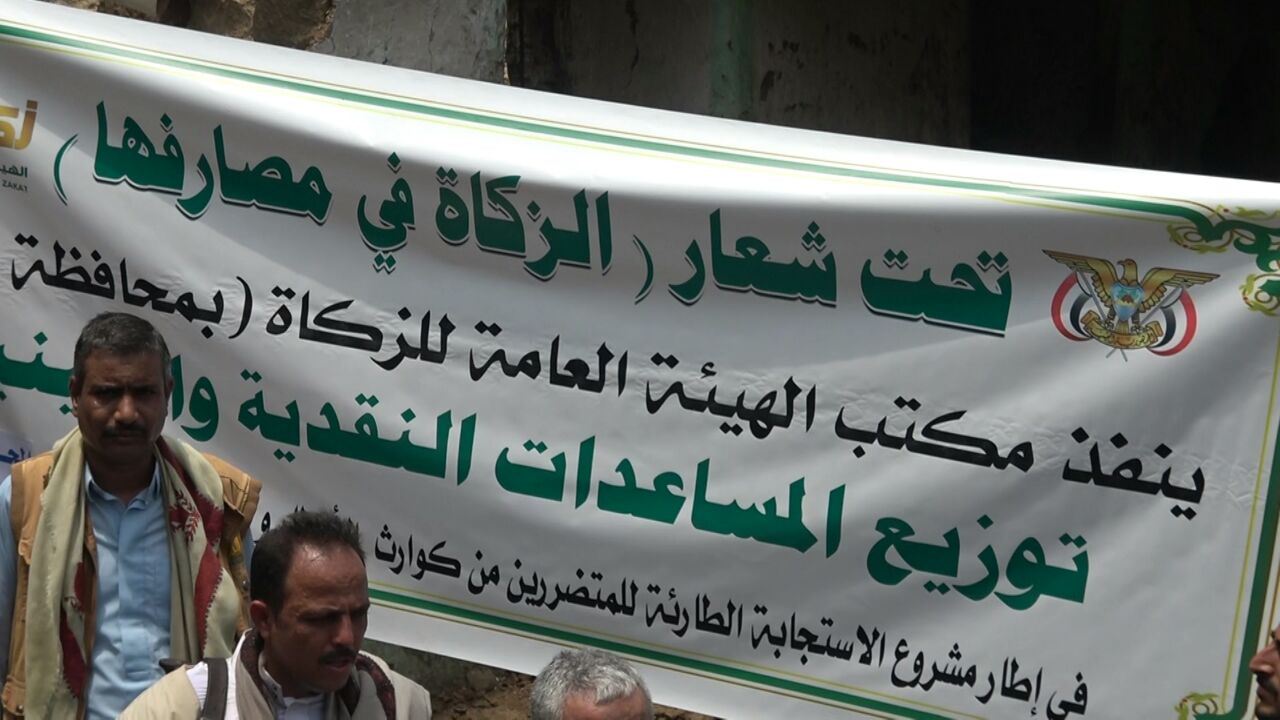 تحت شعار ( الزكاة في مصارفها )
ينفذ مكتب الهيئة العامة للزكاة (بمحافظة
توزيع المساعدات النقدية
في إطار مشروع الاستجابة الطارئة للمتضررين من كوارث
ZAKAT